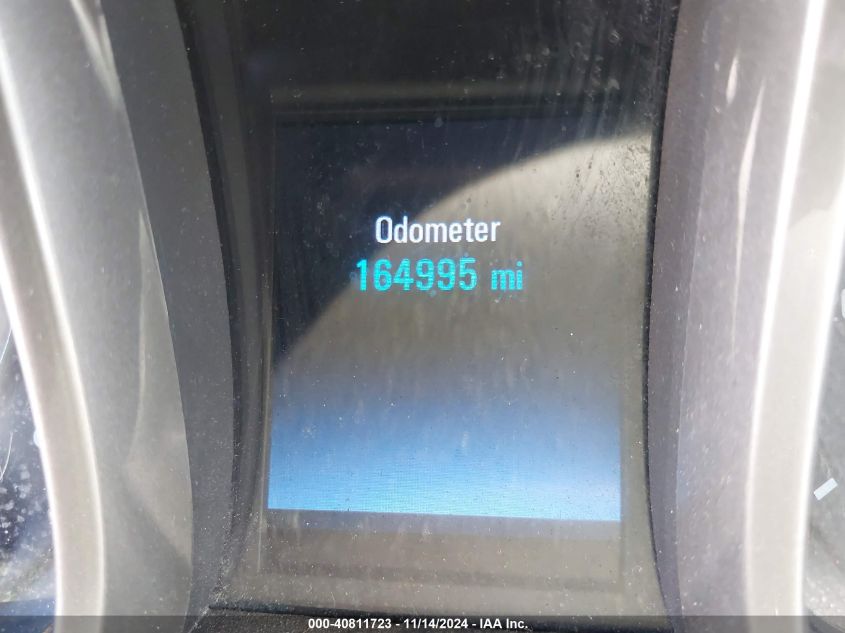 Odometer
164995 mi
000-40811723 - 11/14/2024 - IAA Inc.